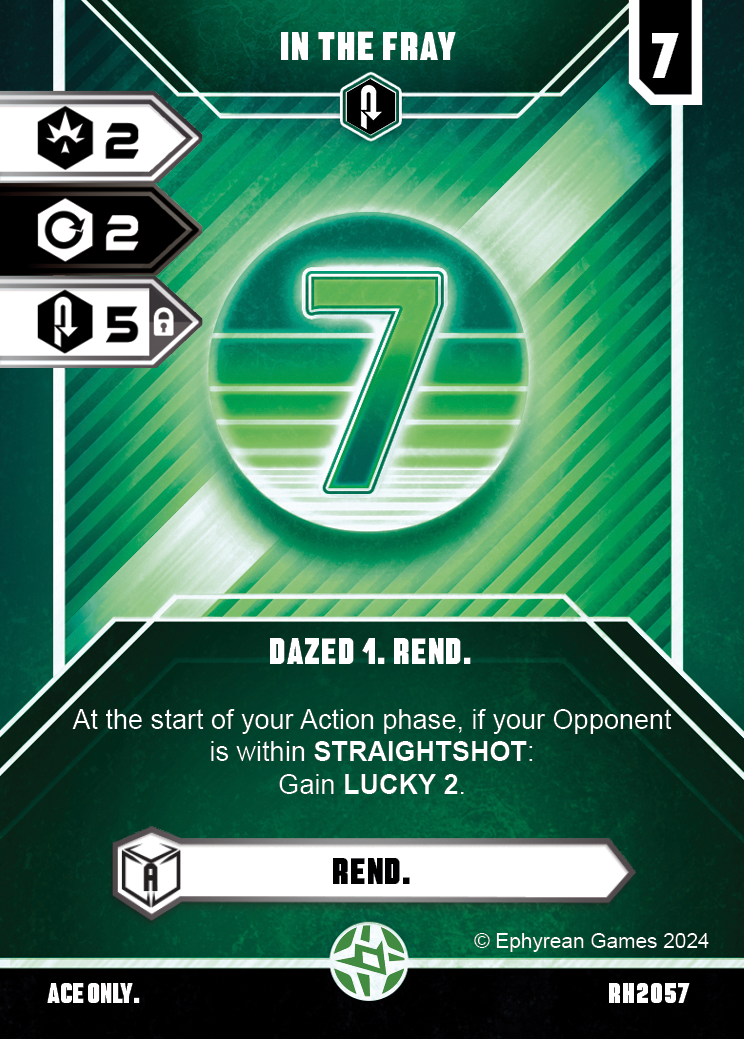 IN THE FRAY
7
2
2
5
7
DAZED 1. REND.
At the start of your Action phase, if your Opponent
is within STRAIGHTSHOT:
Gain LUCKY 2.
A
REND.
© Ephyrean Games 2024
ACE ONLY.
RH2057